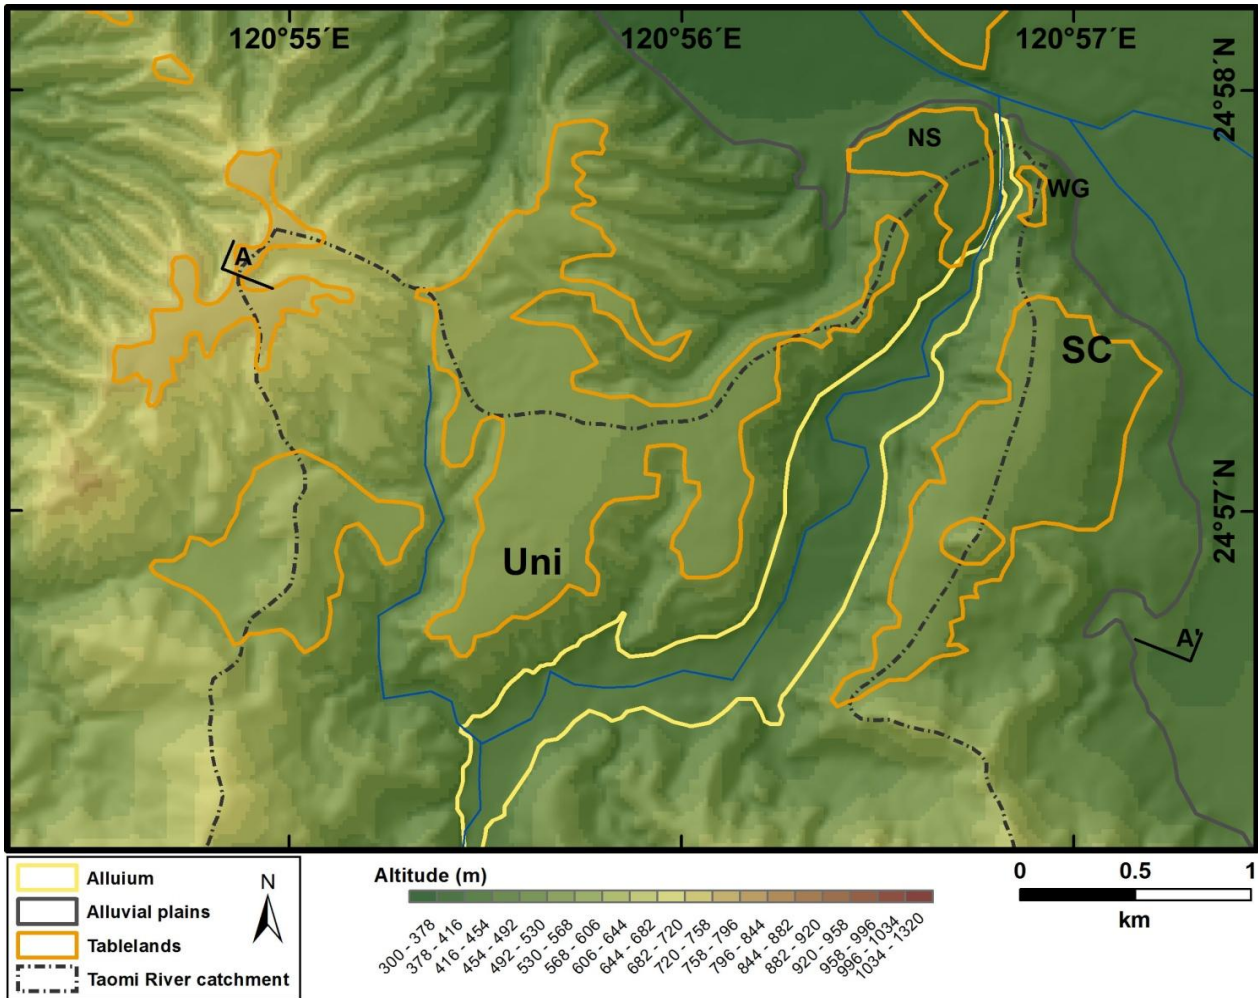 120°55´E
120°56´E
120°57´E
24°58´N
NS
WG
A
SC
24°57´N
Uni
A'
Alluium
Alluvial plains
Tablelands
Taomi River catchment
N
Altitude (m)
300 - 378
378 - 416
416 - 454
454 - 492
492 - 530
530 - 568
568 - 606
606 - 644
644 - 682
682 - 720
720 - 758
758 - 796
796 - 844
844 - 882
882 - 920
920 - 958
958 - 996
996 - 1034
1034 - 1320
0 0.5 1
km